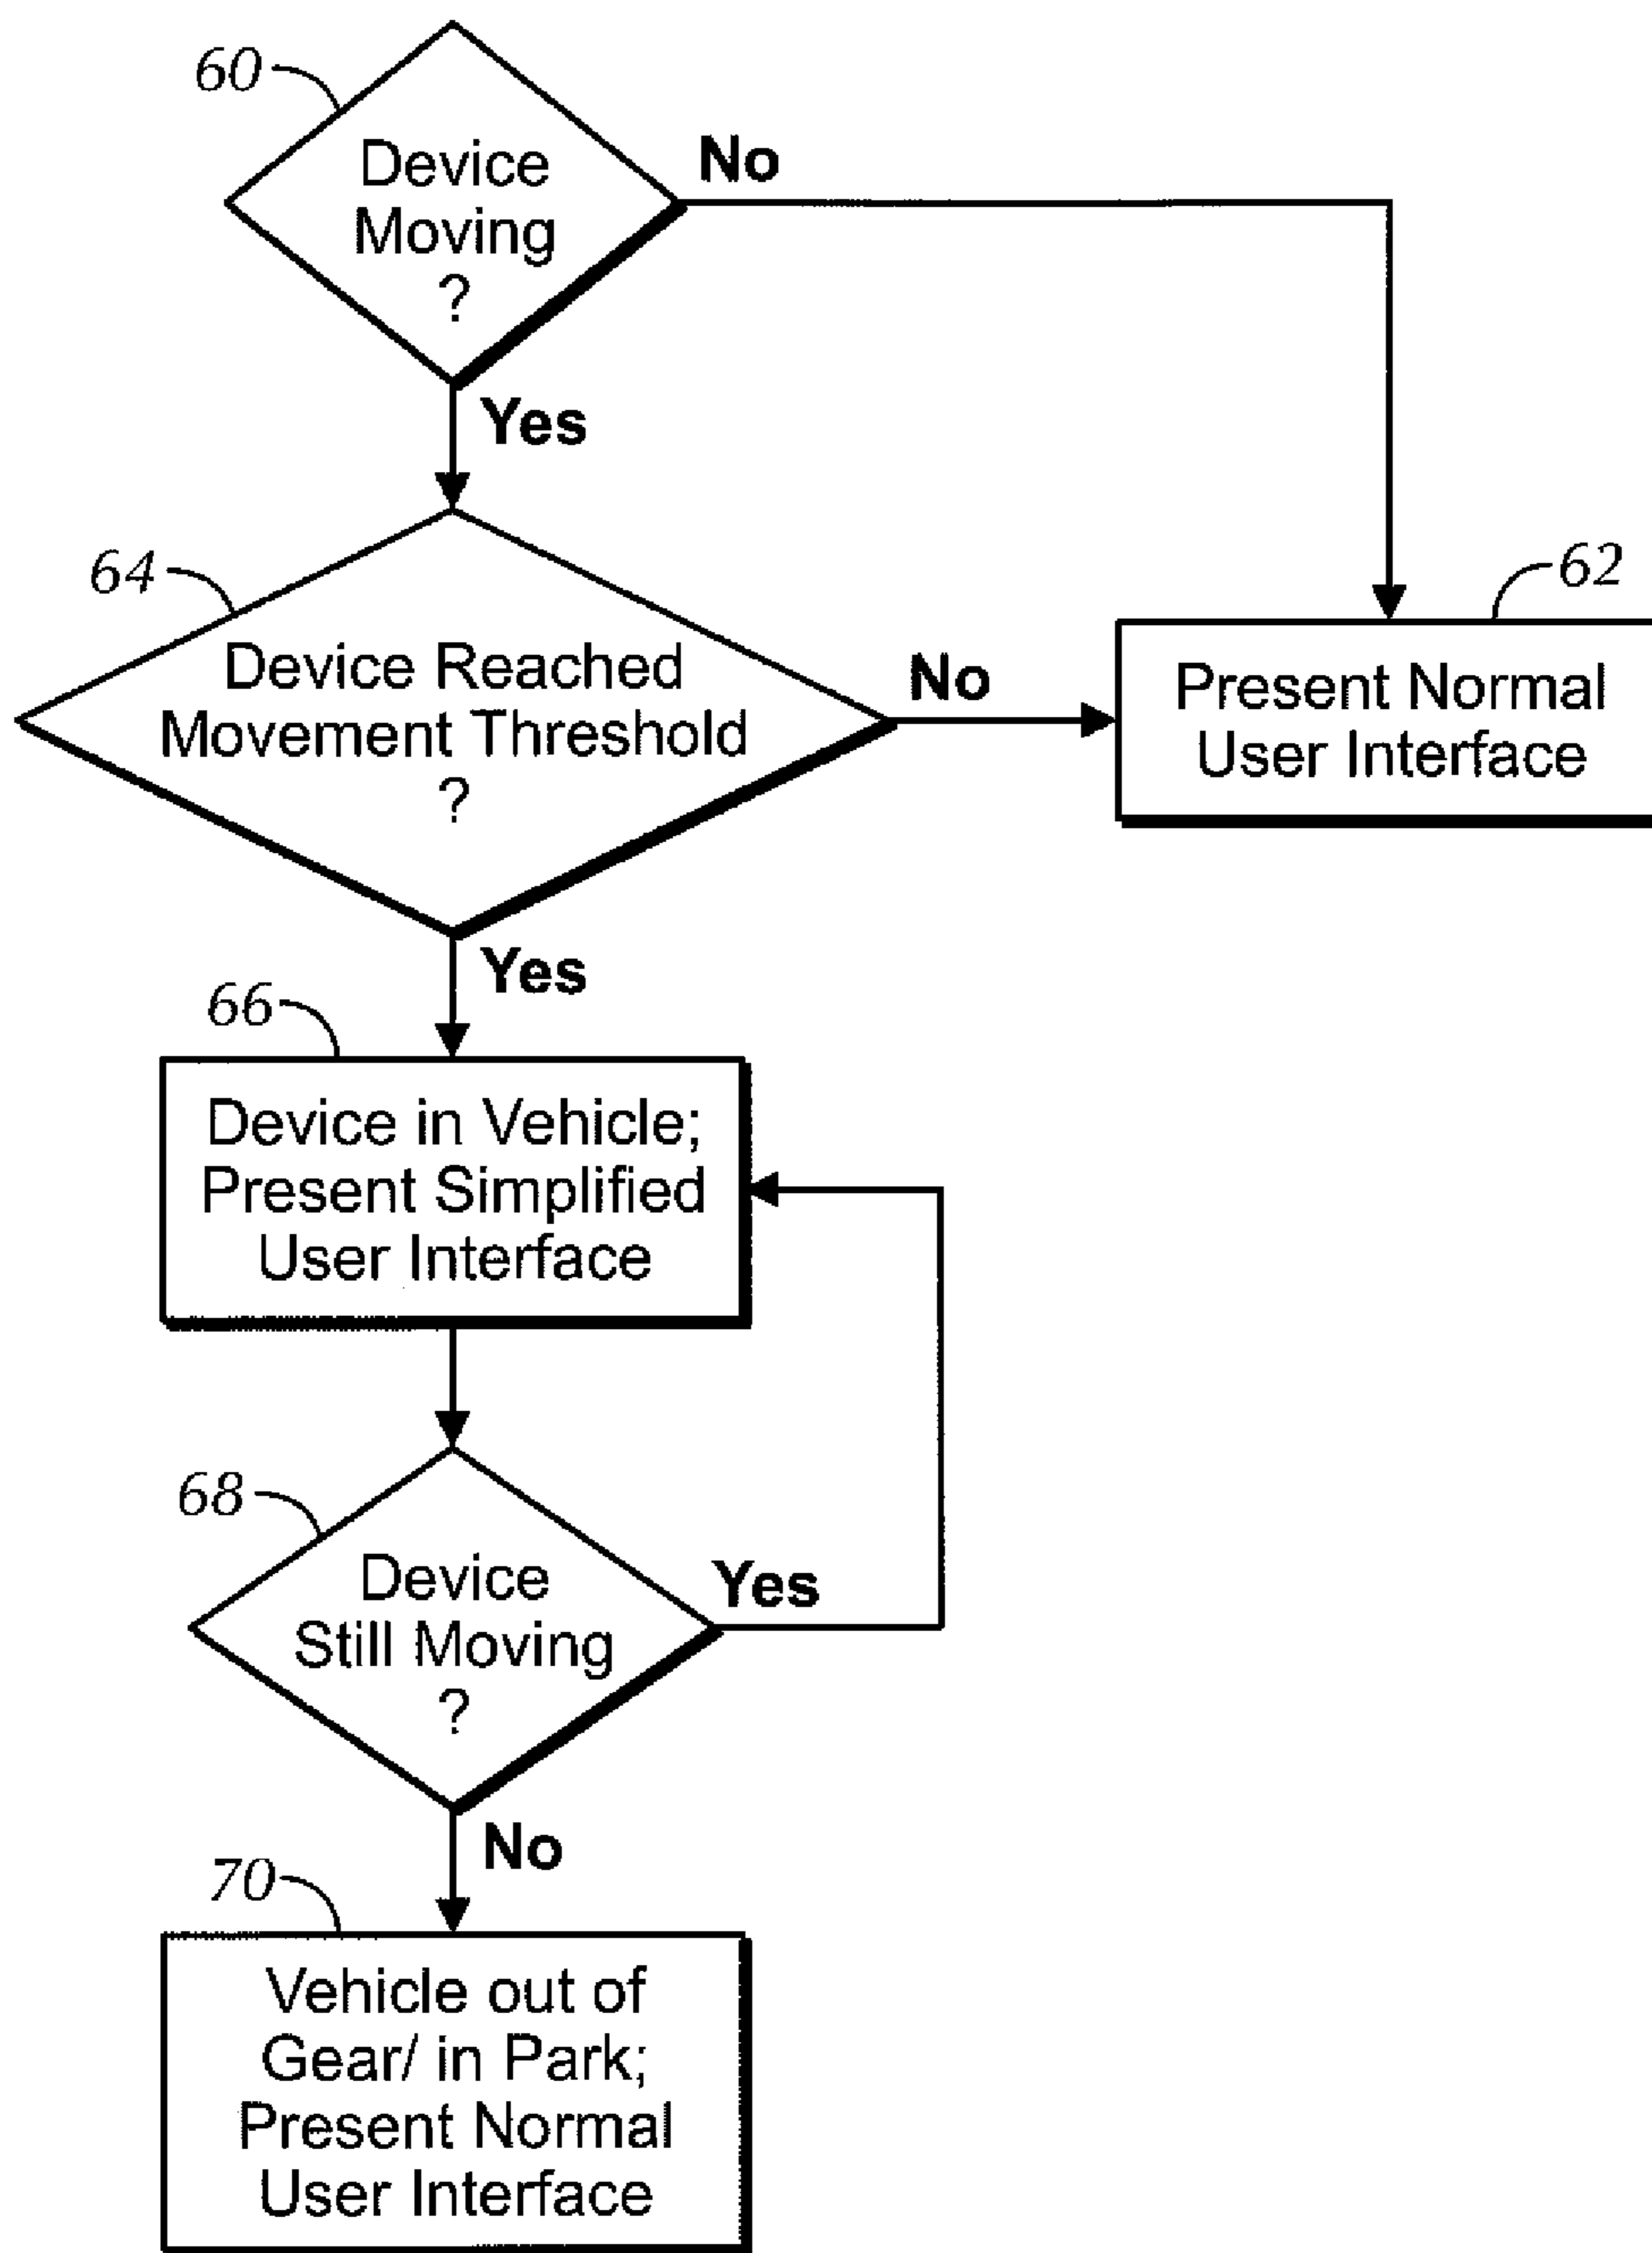 60
Device
Moving
?
No
Yes
64
Device Reached
Movement Threshold
?
No
62
Present Normal
User Interface
Yes
66
Device in Vehicle;
Present Simplified
User Interface
68
Device
Still Moving
?
Yes
No
70
Vehicle out of
Gear/ in Park;
Present Normal
User Interface